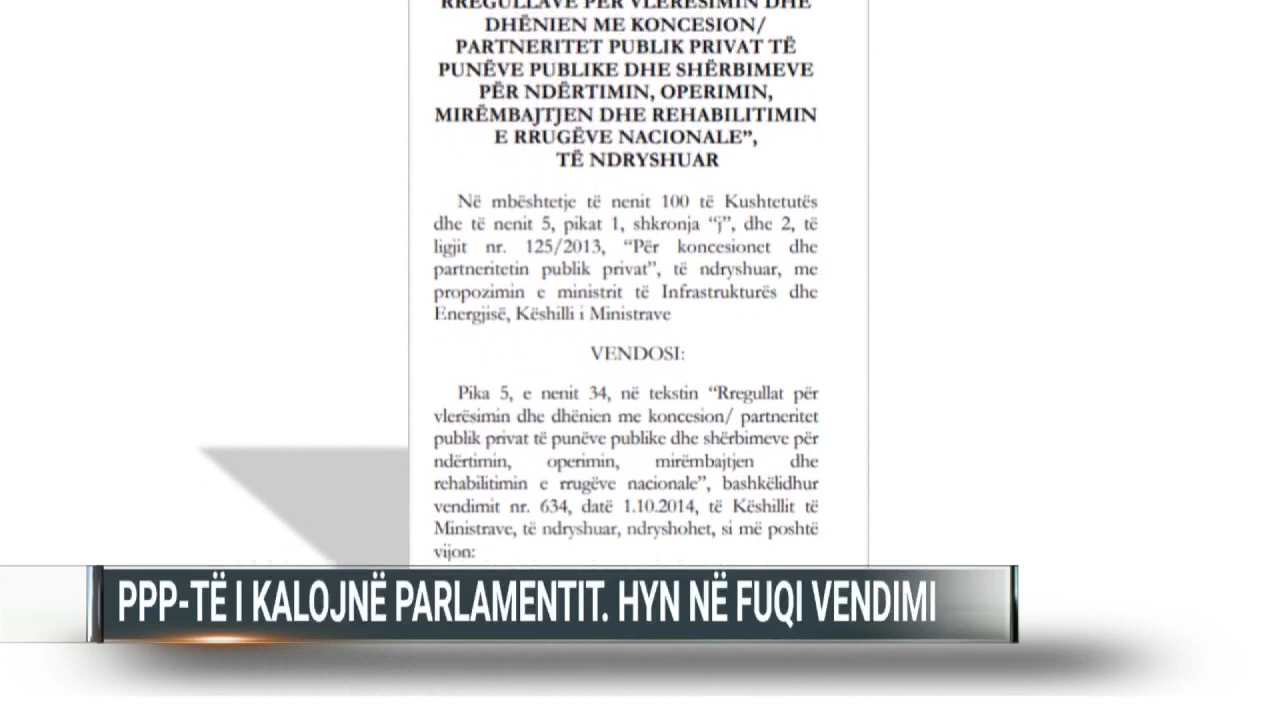 RREGULLAVE PËR VLERËSIMIN DHE
DHËNIEN ME KONCESION/
PARTNERITET PUBLIK PRIVAT TË
PUNËVE PUBLIKE DHE SHËRBIMEVE
PËR NDËRTIMIN, OPERIMIN,
MIRËMBAJTJEN DHE REHABILITIMIN
E RRUGËVE NACIONALE”,
TË NDRYSHUAR
Në mbështetje të nenit 100 të Kushtetutës
dhe të nenit 5, pikat 1, shkronja “j”, dhe 2, të
ligjit nr. 125/2013, “Për koncesionet dhe
partneritetin publik privat”, të ndryshuar, me
propozimin e ministrit të Infrastrukturës dhe
Energjisë, Këshilli i Ministrave
VENDOSI:
Pika 5, e nenit 34, në tekstin “Rregullat për
vlerësimin dhe dhënien me koncesion/ partneritet
publik privat të punëve publike dhe shërbimeve për
ndërtimin, operimin, mirëmbajtjen dhe
rehabilitimin e rrugëve nacionale”, bashkëlidhur
vendimit nr. 634, datë 1.10.2014, të Këshillit të
Ministrave, të ndryshuar, ndryshohet, si më poshtë
vijon:
PPP-TË I KALOJNË PARLAMENTIT. HYN NË FUQI VENDIMI